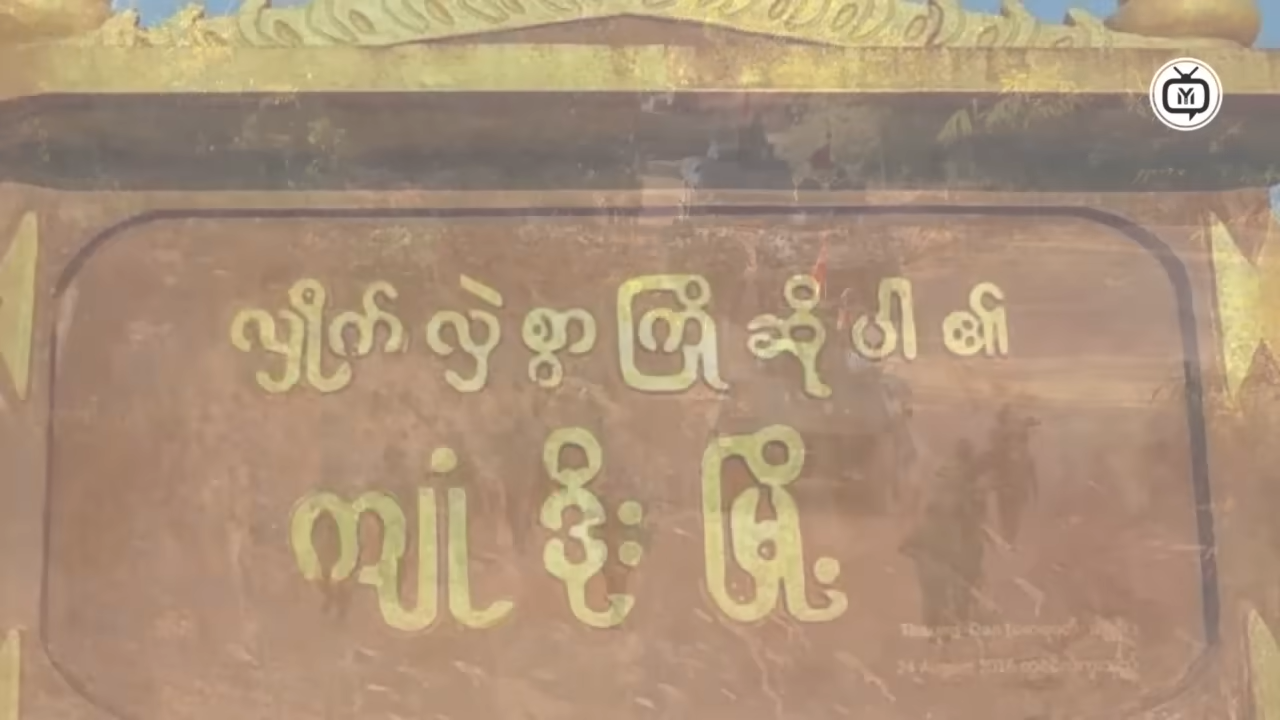 လှိုက် လှဲ စွာ ကြို ဆို ပါ ၏
ကျုံ ဒိုး မြို့